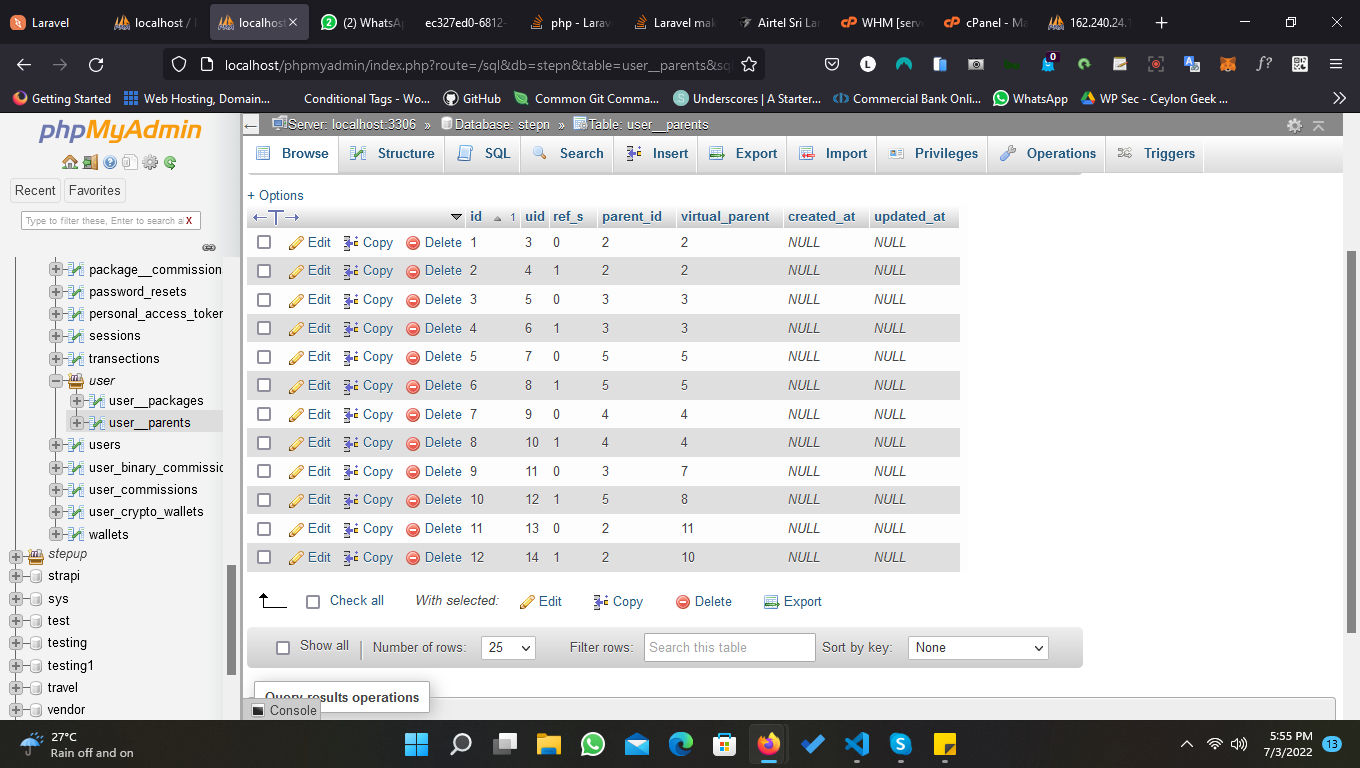 Laravel
localhost / l
localhost
(2) WhatsA
ec327ed0-6812-
php - Larav
Laravel mak
Airtel Sri La
WHM [serv
cPanel - Ma
162.240.24.1
localhost/phpmyadmin/index.php?route=/sql&db=stepn&table=user__parents&sq
0
Getting Started
Web Hosting, Domain...
Conditional Tags - Wo...
GitHub
Common Git Comma...
Underscores | A Starter...
Commercial Bank Onli...
WhatsApp
WP Sec - Ceylon Geek ...
phpMyAdmin
Recent
Favorites
Type to filter these, Enter to search a X
package__commission
password_resets
personal_access_toker
sessions
transections
user
user__packages
user__parents
users
user_binary_commissio
user_commissions
user_crypto_wallets
wallets
stepup
strapi
sys
test
testing
testing1
travel
vendor
Server: localhost:3306 » Database: stepn » Table: user__parents
Browse Structure SQL Search Insert Export Import Privileges Operations Triggers
+ Options
←T→ id 1 uid ref_s parent_id virtual_parent created_at updated_at
Edit Copy Delete 1 3 0 2 2 NULL NULL
Edit Copy Delete 2 4 1 2 2 NULL NULL
Edit Copy Delete 3 5 0 3 3 NULL NULL
Edit Copy Delete 4 6 1 3 3 NULL NULL
Edit Copy Delete 5 7 0 5 5 NULL NULL
Edit Copy Delete 6 8 1 5 5 NULL NULL
Edit Copy Delete 7 9 0 4 4 NULL NULL
Edit Copy Delete 8 10 1 4 4 NULL NULL
Edit Copy Delete 9 11 0 3 7 NULL NULL
Edit Copy Delete 10 12 1 5 8 NULL NULL
Edit Copy Delete 11 13 0 2 11 NULL NULL
Edit Copy Delete 12 14 1 2 10 NULL NULL
Check all With selected: Edit Copy Delete Export
Show all Number of rows: 25 Filter rows: Search this table Sort by key: None
Query results operations
Console
27°C
Rain off and on
5:55 PM
7/3/2022
13